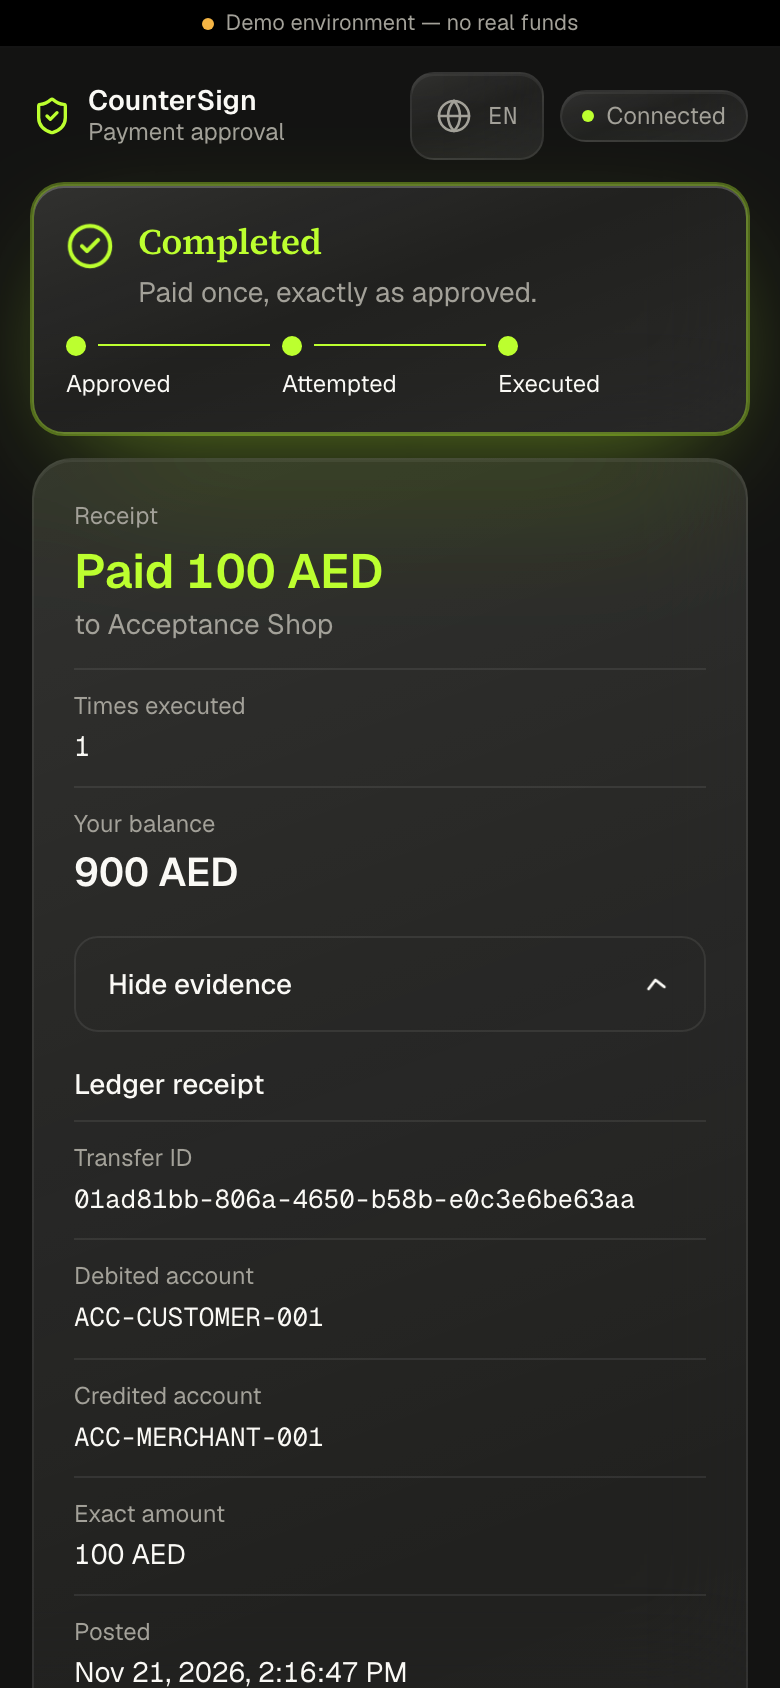 Demo environment — no real funds
CounterSign
Payment approval
EN
Connected
Completed
Paid once, exactly as approved.
Approved
Attempted
Executed
Receipt
Paid 100 AED
to Acceptance Shop
Times executed
1
Your balance
900 AED
Hide evidence
Ledger receipt
Transfer ID
01ad81bb-806a-4650-b58b-e0c3e6be63aa
Debited account
ACC-CUSTOMER-001
Credited account
ACC-MERCHANT-001
Exact amount
100 AED
Posted
Nov 21, 2026, 2:16:47 PM